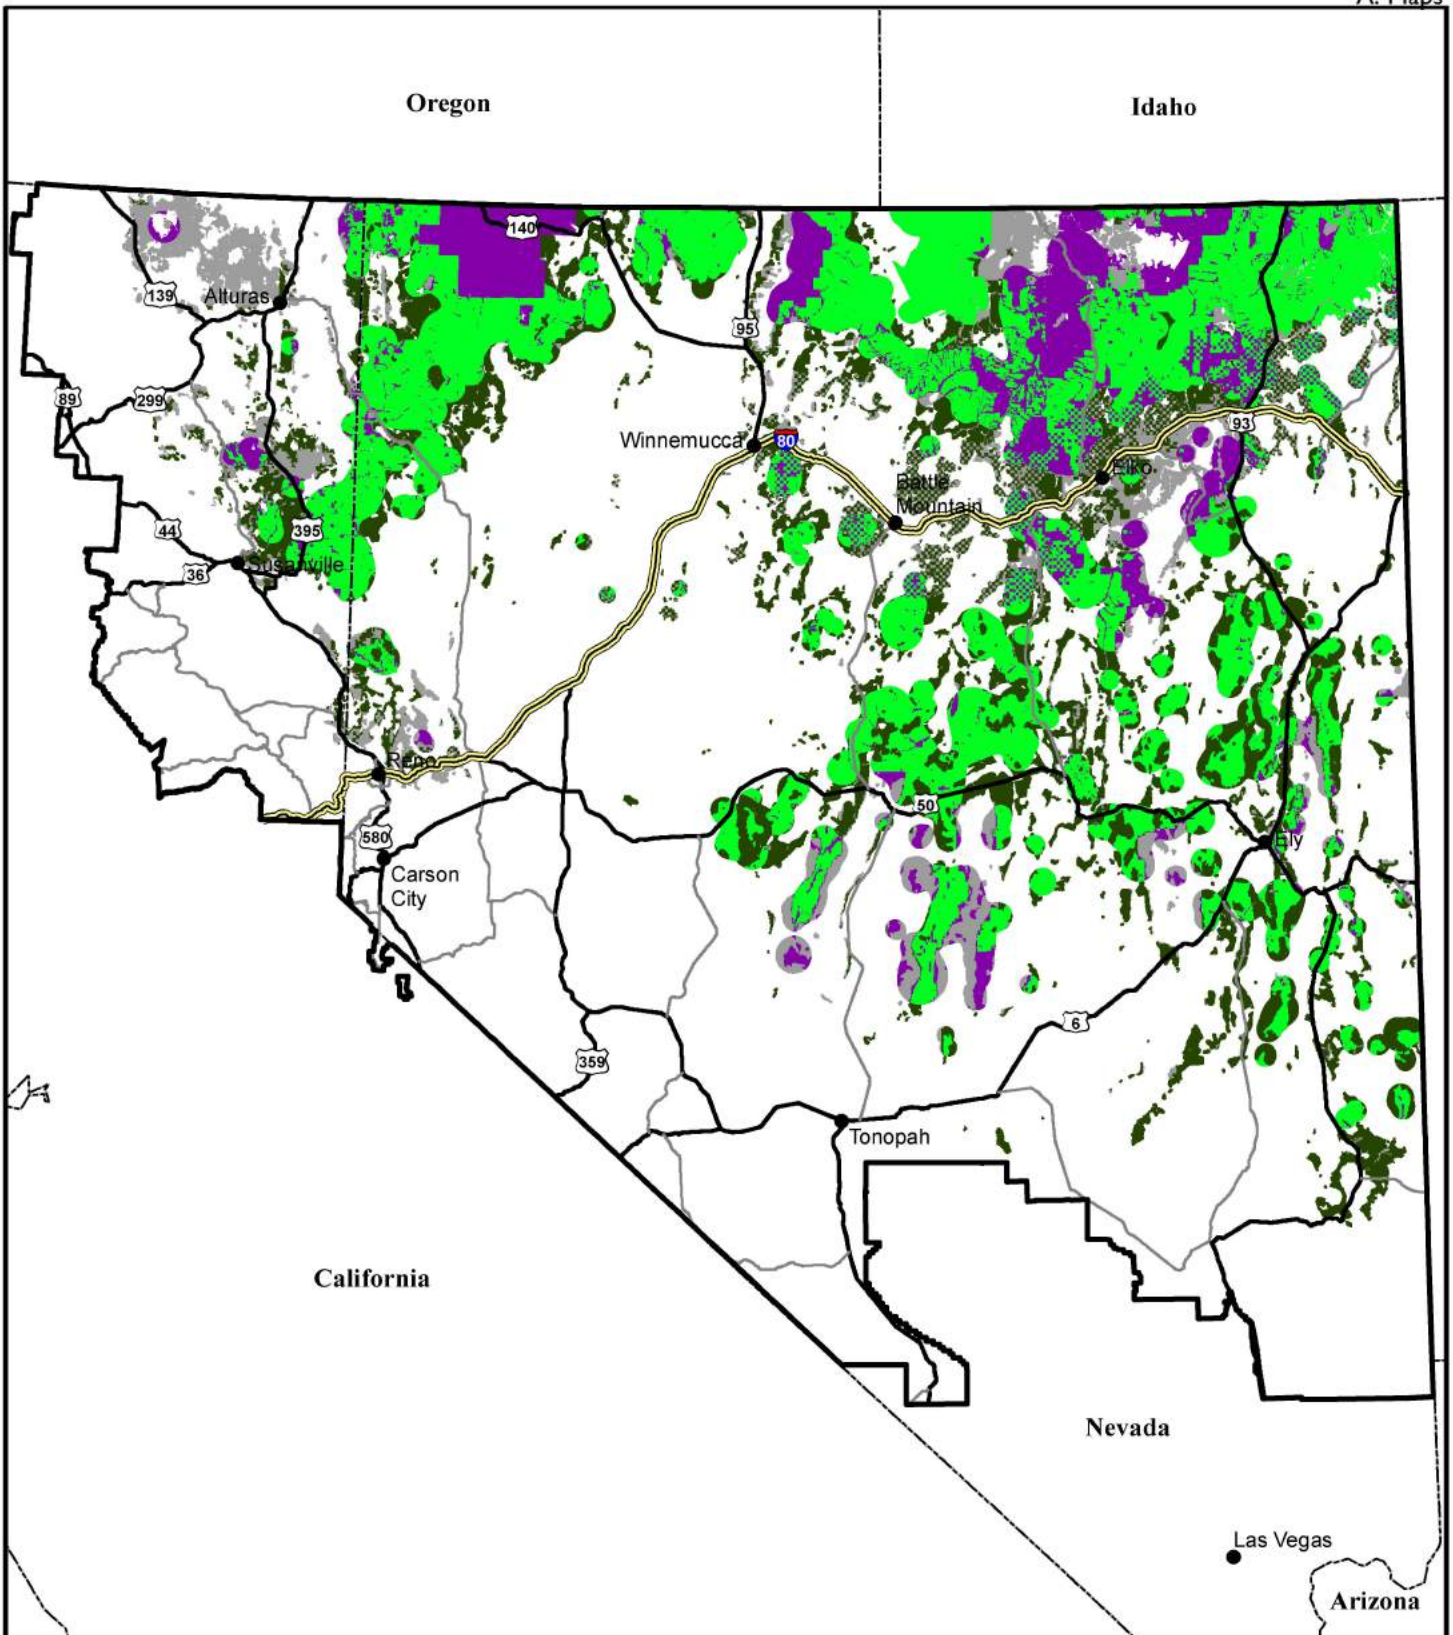 A. Maps
Oregon
Idaho
140
139
Alturas
95
89
299
Winnemucca
80
93
Elko
Battle
Mountain
44
395
36
Susanville
Reno
50
580
Ely
Carson
City
6
359
Tonopah
California
Nevada
Las Vegas
Arizona